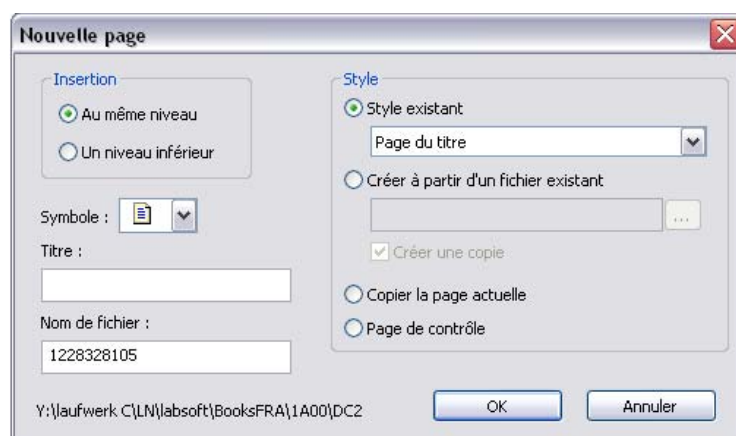 Nouvelle page
Insertion
Au même niveau
Un niveau inférieur
Symbole :
Titre :
Nom de fichier :
1228328105
Y:\laufwerk C\LN\labsoft\BooksFRA\1A00\DC2
Style
Style existant
Page du titre
Créer à partir d'un fichier existant
...
Créer une copie
Copier la page actuelle
Page de contrôle
OK
Annuler